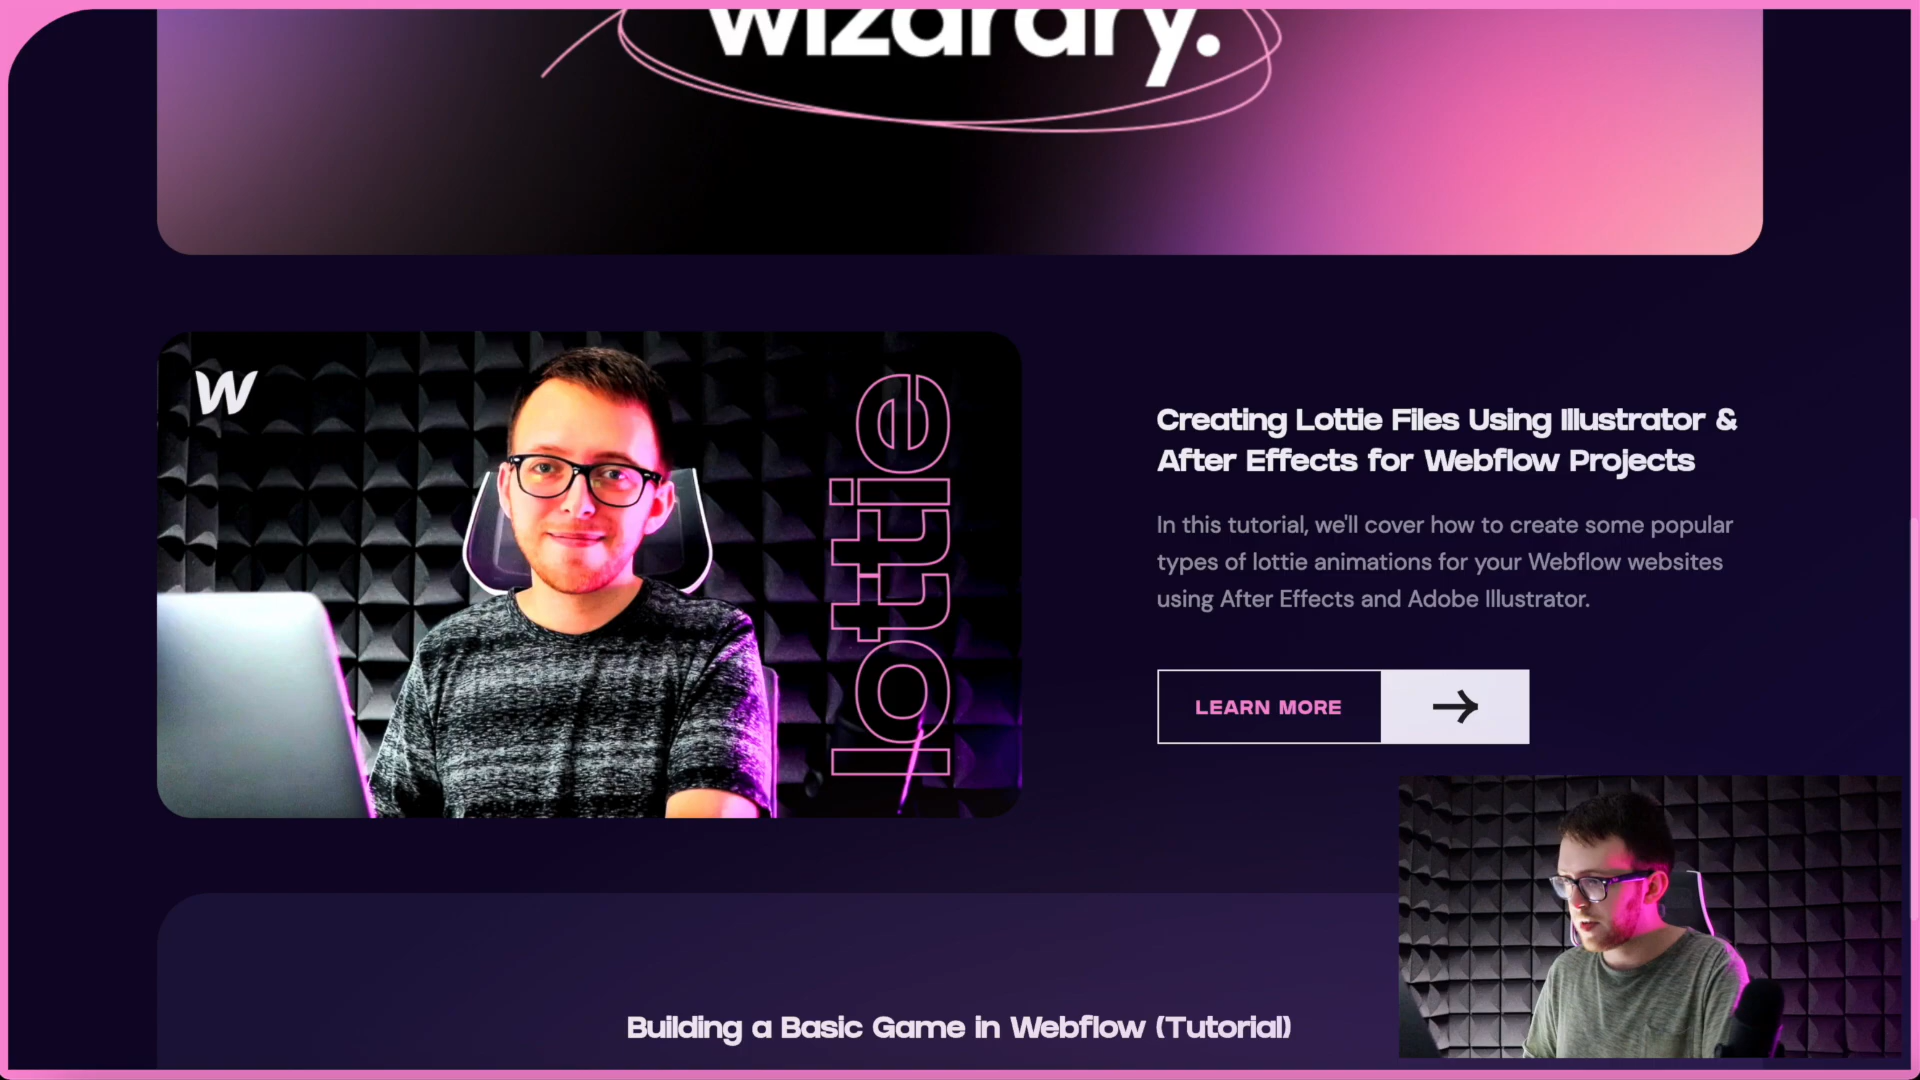 wizardry.
W
lottie
Creating Lottie Files Using Illustrator &
After Effects for Webflow Projects
In this tutorial, we'll cover how to create some popular
types of lottie animations for your Webflow websites
using After Effects and Adobe Illustrator.
LEARN MORE
Building a Basic Game in Webflow (Tutorial)